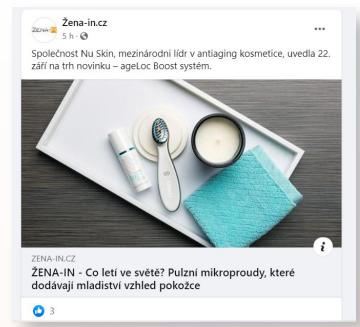 Žena-in.cz
5 h ·
Společnost Nu Skin, mezinárodní lídr v antiaging kosmetice, uvedla 22.
září na trh novinku – ageLoc Boost systém.
ZENA-IN.CZ
ŽENA-IN - Co letí ve světě? Pulzní mikroproudy, které
dodávají mladiství vzhled pokožce
3